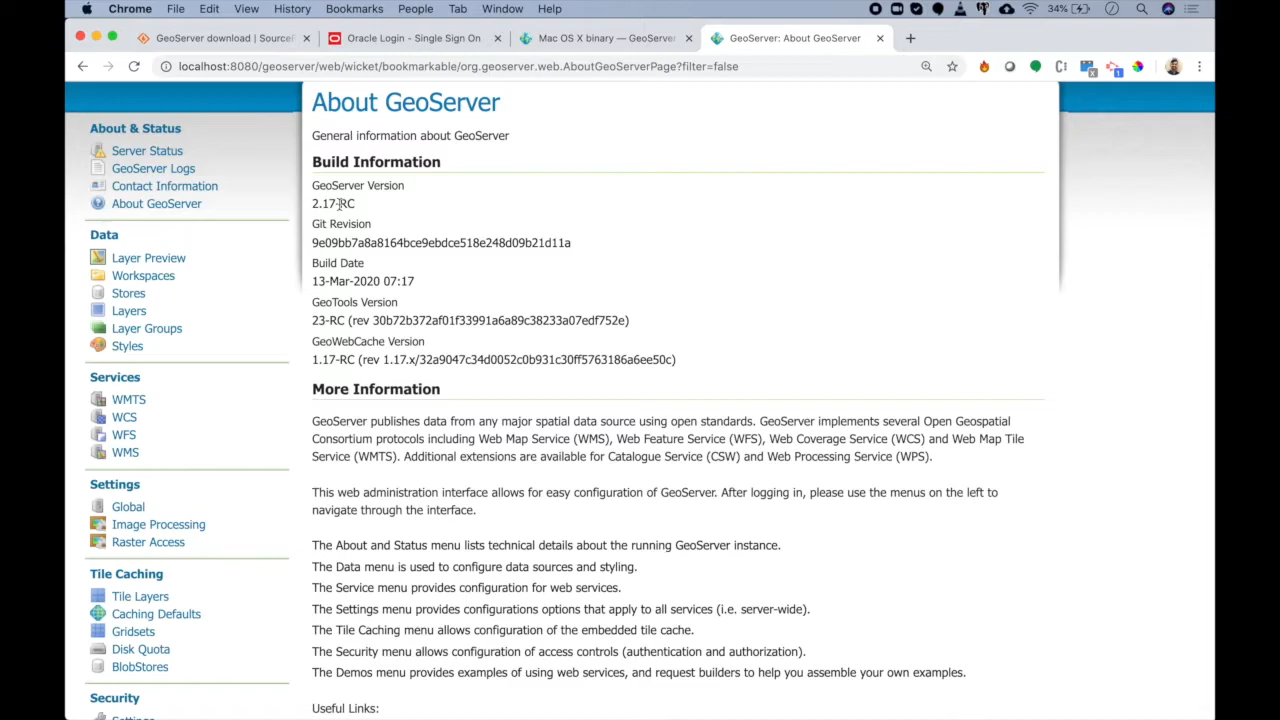 Chrome File Edit View History Bookmarks People Tab Window Help 34%
GeoServer download | SourceF Oracle Login - Single Sign On Mac OS X binary — GeoServer GeoServer: About GeoServer
localhost:8080/geoserver/web/wicket/bookmarkable/org.geoserver.web.AboutGeoServerPage?filter=false
About & Status
Server Status
GeoServer Logs
Contact Information
About GeoServer
Data
Layer Preview
Workspaces
Stores
Layers
Layer Groups
Styles
Services
WMTS
WCS
WFS
WMS
Settings
Global
Image Processing
Raster Access
Tile Caching
Tile Layers
Caching Defaults
Gridsets
Disk Quota
BlobStores
Security
Settings
About GeoServer
General information about GeoServer
Build Information
GeoServer Version
2.17-RC
Git Revision
9e09bb7a8a8164bce9ebdce518e248d09b21d11a
Build Date
13-Mar-2020 07:17
GeoTools Version
23-RC (rev 30b72b372af01f33991a6a89c38233a07edf752e)
GeoWebCache Version
1.17-RC (rev 1.17.x/32a9047c34d0052c0b931c30ff5763186a6ee50c)
More Information
GeoServer publishes data from any major spatial data source using open standards. GeoServer implements several Open Geospatial
Consortium protocols including Web Map Service (WMS), Web Feature Service (WFS), Web Coverage Service (WCS) and Web Map Tile
Service (WMTS). Additional extensions are available for Catalogue Service (CSW) and Web Processing Service (WPS).
This web administration interface allows for easy configuration of GeoServer. After logging in, please use the menus on the left to
navigate through the interface.
The About and Status menu lists technical details about the running GeoServer instance.
The Data menu is used to configure data sources and styling.
The Service menu provides configuration for web services.
The Settings menu provides configurations options that apply to all services (i.e. server-wide).
The Tile Caching menu allows configuration of the embedded tile cache.
The Security menu allows configuration of access controls (authentication and authorization).
The Demos menu provides examples of using web services, and request builders to help you assemble your own examples.
Useful Links: